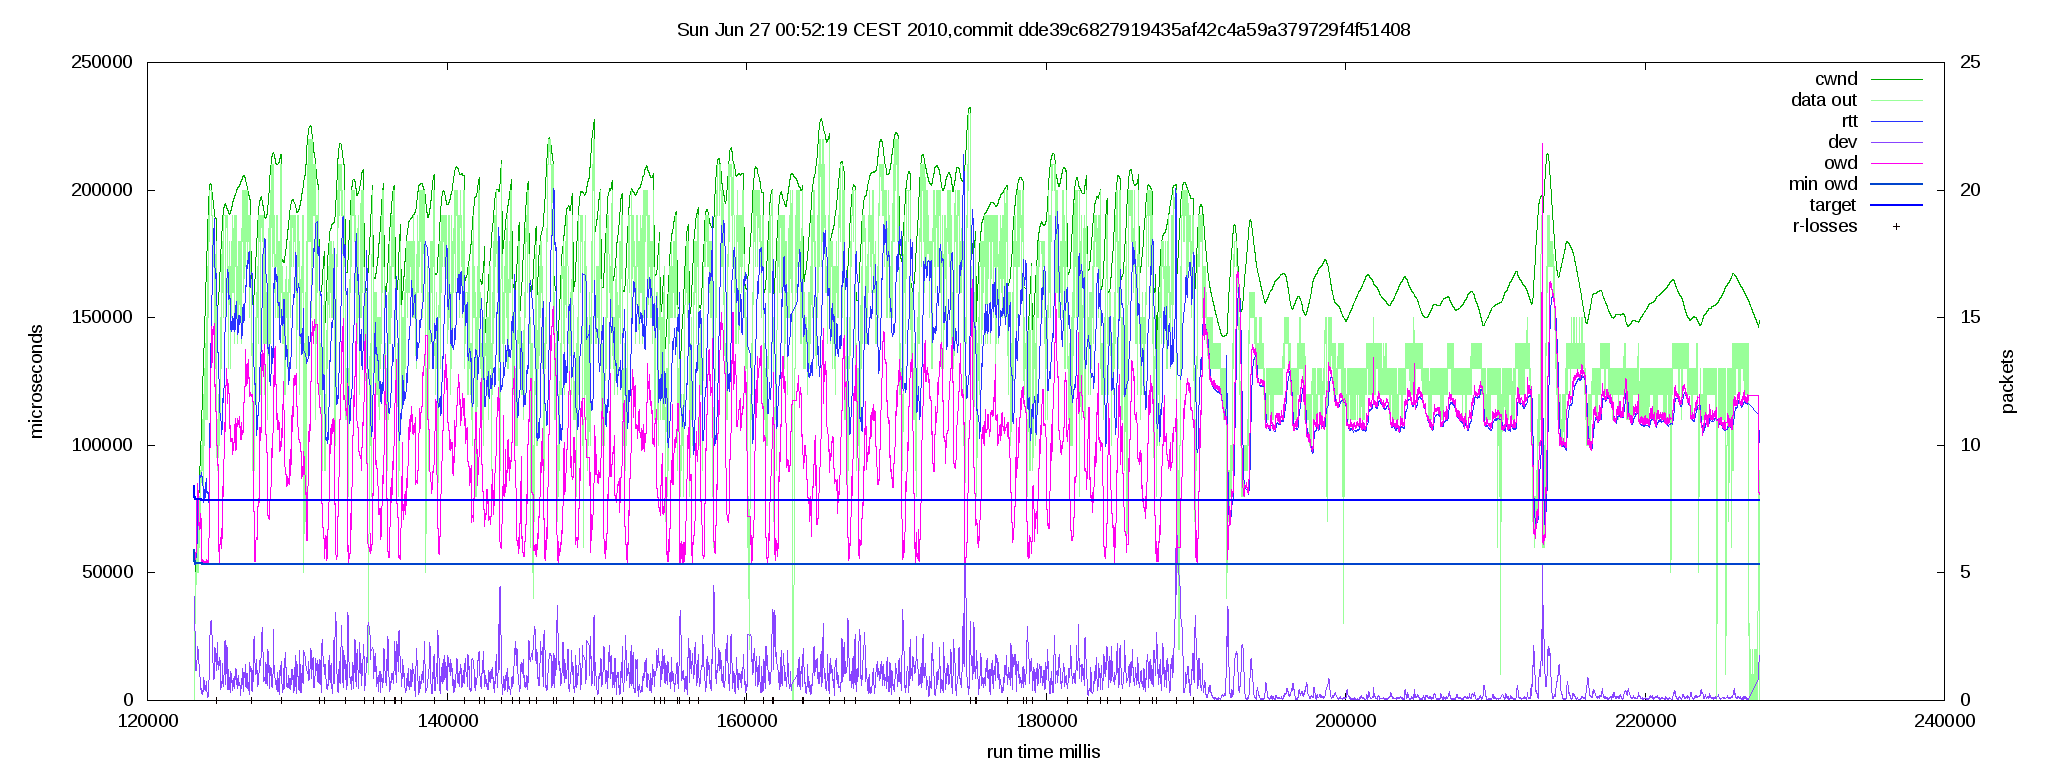 Sun Jun 27 00:52:19 CEST 2010,commit dde39c6827919435af42c4a59a379729f4f51408
250000
200000
150000
100000
50000
0
microseconds
25
20
15
10
5
0
packets
cwnd
data out
rtt
dev
owd
min owd
target
r-losses
120000 140000 160000 180000 200000 220000 240000
run time millis